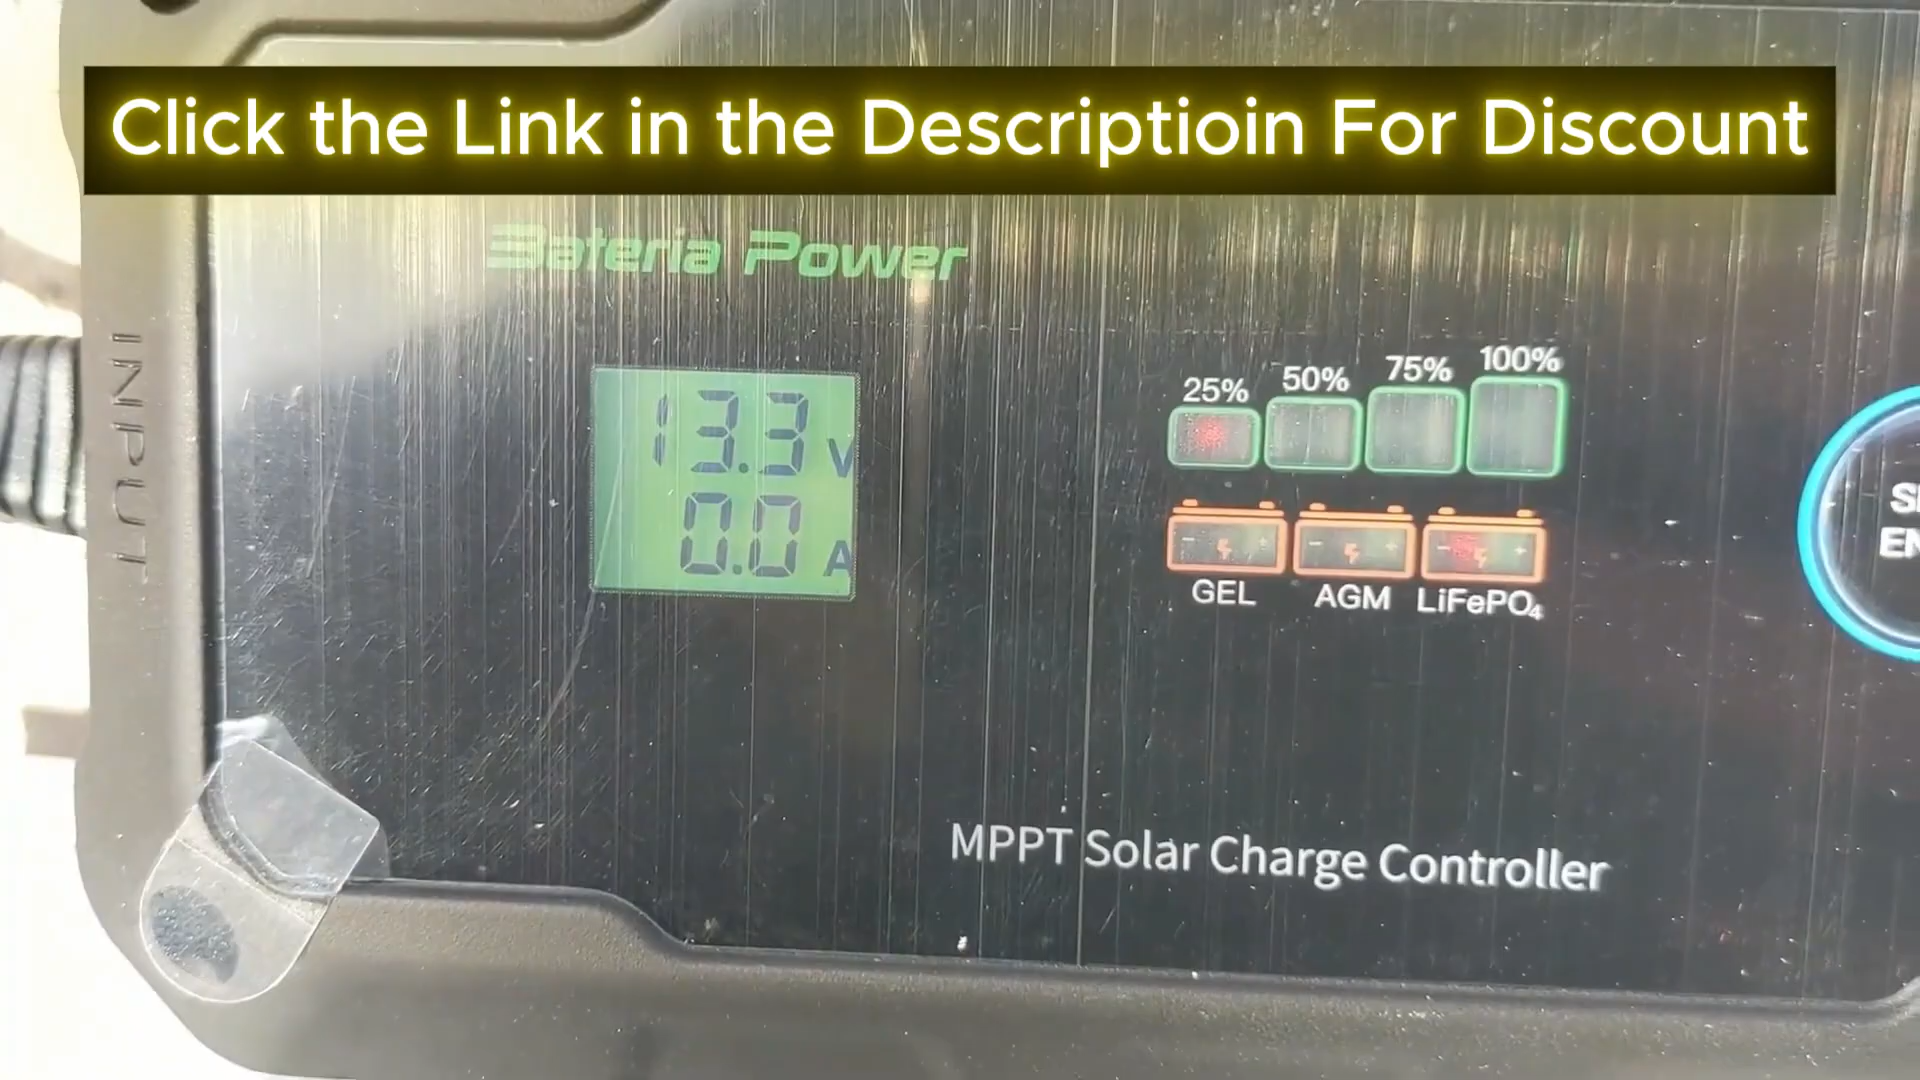 Click the Link in the Descriptioin For Discount
Bateria Power
INPUT
13.3 V
0.0 A
25% 50% 75% 100%
GEL AGM LiFePO₄
MPPT Solar Charge Controller